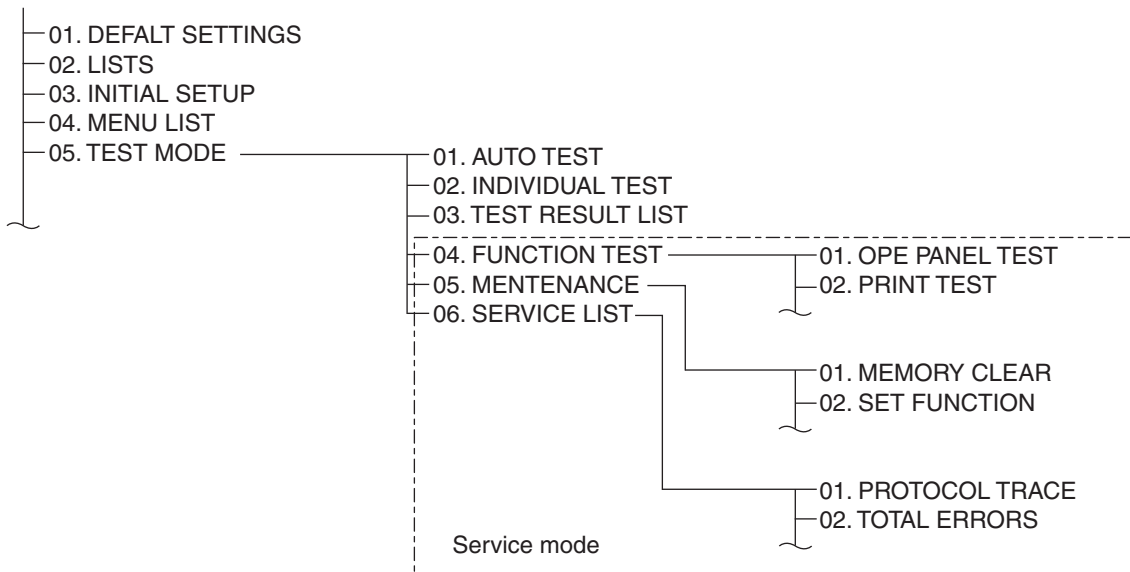 01. DEFALT SETTINGS
02. LISTS
03. INITIAL SETUP
04. MENU LIST
05. TEST MODE
01. AUTO TEST
02. INDIVIDUAL TEST
03. TEST RESULT LIST
04. FUNCTION TEST
05. MENTENANCE
06. SERVICE LIST
01. OPE PANEL TEST
02. PRINT TEST
01. MEMORY CLEAR
02. SET FUNCTION
01. PROTOCOL TRACE
02. TOTAL ERRORS
Service mode